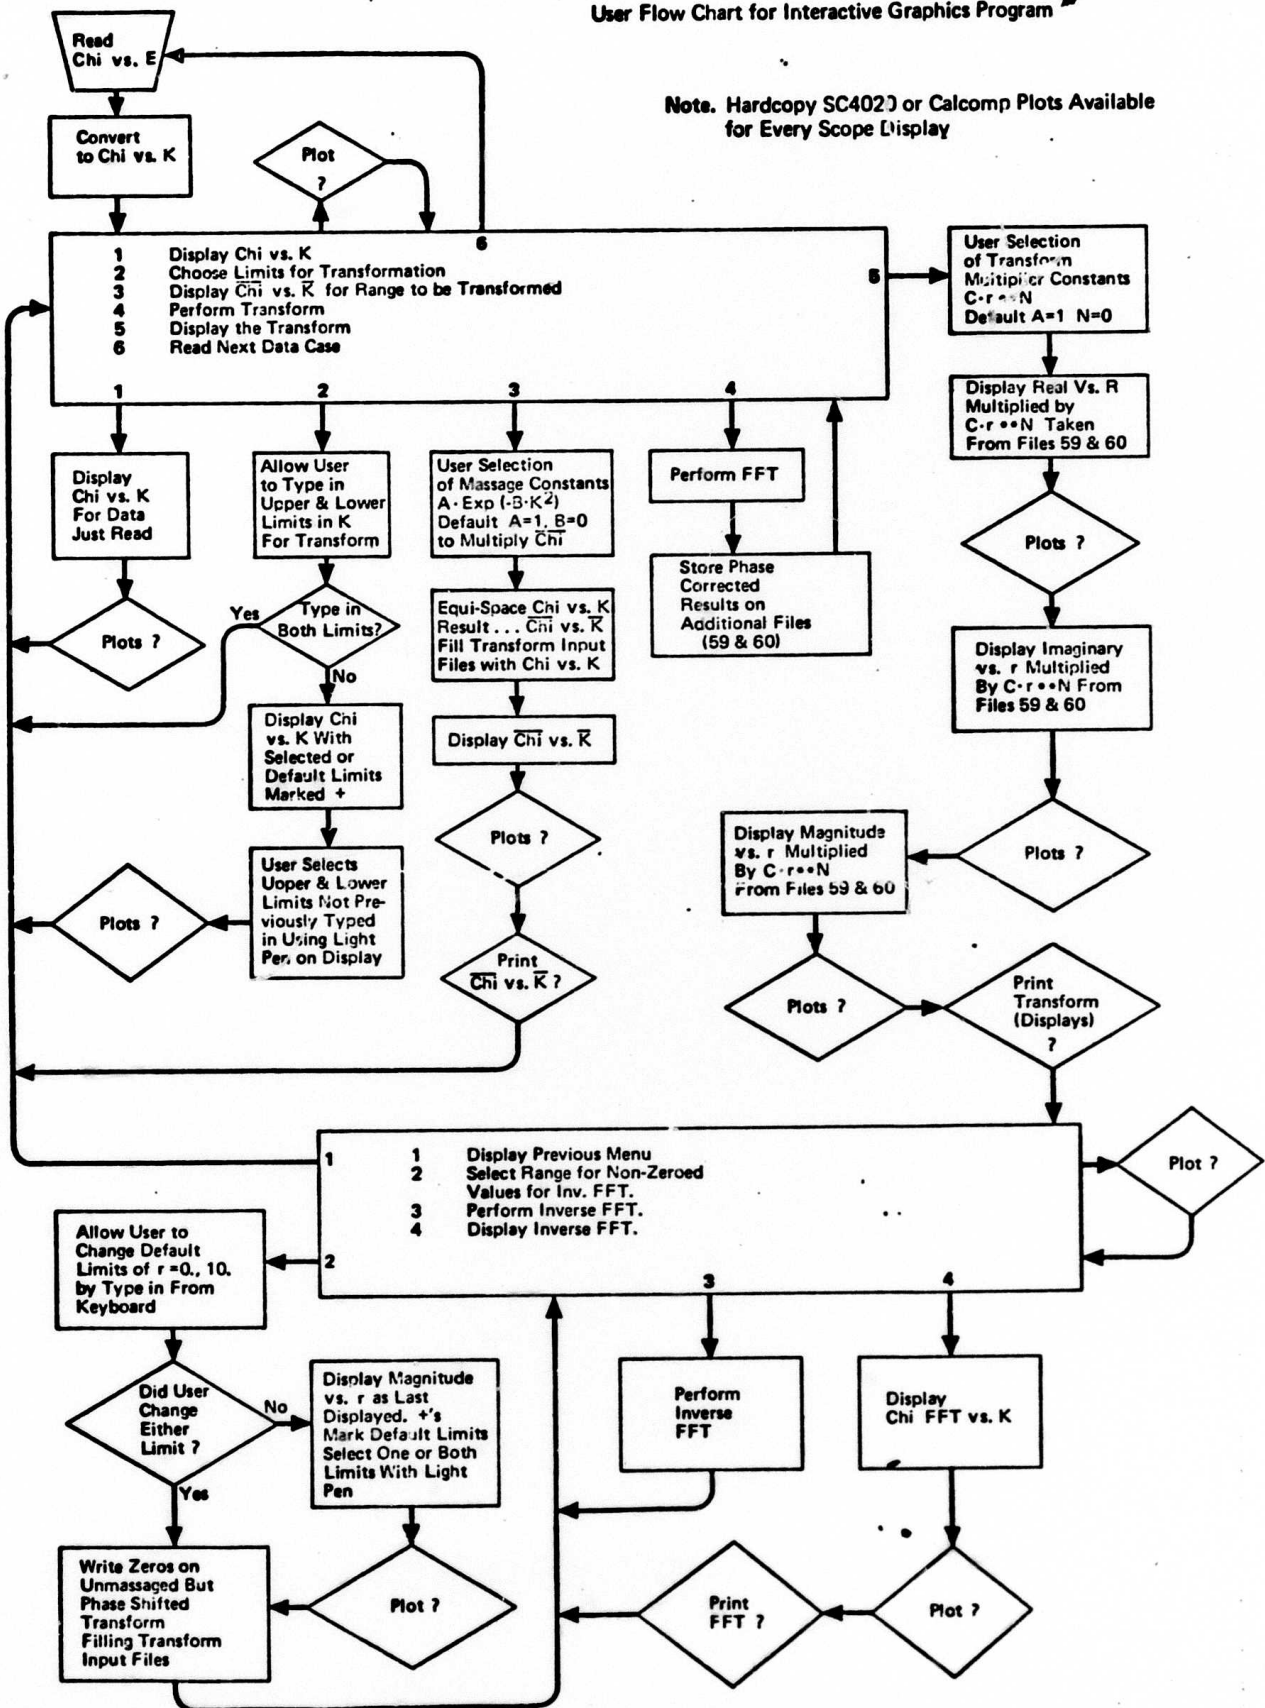 User Flow Chart for Interactive Graphics Program
Note. Hardcopy SC4020 or Calcomp Plots Available
for Every Scope Display
Read
Chi vs. E
Convert
to Chi vs. K
Plot
?
6
1 Display Chi vs. K
2 Choose Limits for Transformation
3 Display C̅h̅i̅ vs. K̅ for Range to be Transformed
4 Perform Transform
5 Display the Transform
6 Read Next Data Case
5
1 2 3 4
User Selection
of Transform
Multiplier Constants
C·r••N
Default A=1 N=0
Display Real Vs. R
Multiplied by
C·r••N Taken
From Files 59 & 60
Plots ?
Display Imaginary
vs. r Multiplied
By C·r••N From
Files 59 & 60
Plots ?
Display Magnitude
vs. r Multiplied
By C·r••N
From Files 59 & 60
Plots ?
Print
Transform
(Displays)
?
Display
Chi vs. K
For Data
Just Read
Plots ?
Allow User
to Type in
Upper & Lower
Limits in K
For Transform
Type in
Both Limits?
Yes
No
Display Chi
vs. K With
Selected or
Default Limits
Marked +
User Selects
Upper & Lower
Limits Not Pre-
viously Typed
in Using Light
Pen on Display
Plots ?
User Selection
of Massage Constants
A·Exp (-B·K²)
Default A=1, B=0
to Multiply C̅h̅i̅
Equi-Space Chi vs. K
Result . . . C̅h̅i̅ vs. K̅
Fill Transform Input
Files with Chi vs. K
Display C̅h̅i̅ vs. K̅
Plots ?
Print
C̅h̅i̅ vs. K̅ ?
Perform FFT
Store Phase
Corrected
Results on
Additional Files
(59 & 60)
1
1 Display Previous Menu
2 Select Range for Non-Zeroed
Values for Inv. FFT.
3 Perform Inverse FFT.
4 Display Inverse FFT.
2
3 4
Plot ?
Allow User to
Change Default
Limits of r =0., 10.
by Type in From
Keyboard
Did User
Change
Either
Limit ?
No
Yes
Display Magnitude
vs. r as Last
Displayed. +'s
Mark Default Limits
Select One or Both
Limits With Light
Pen
Plot ?
Write Zeros on
Unmassaged But
Phase Shifted
Transform
Filling Transform
Input Files
Perform
Inverse
FFT
Display
Chi FFT vs. K
Plot ?
Print
FFT ?